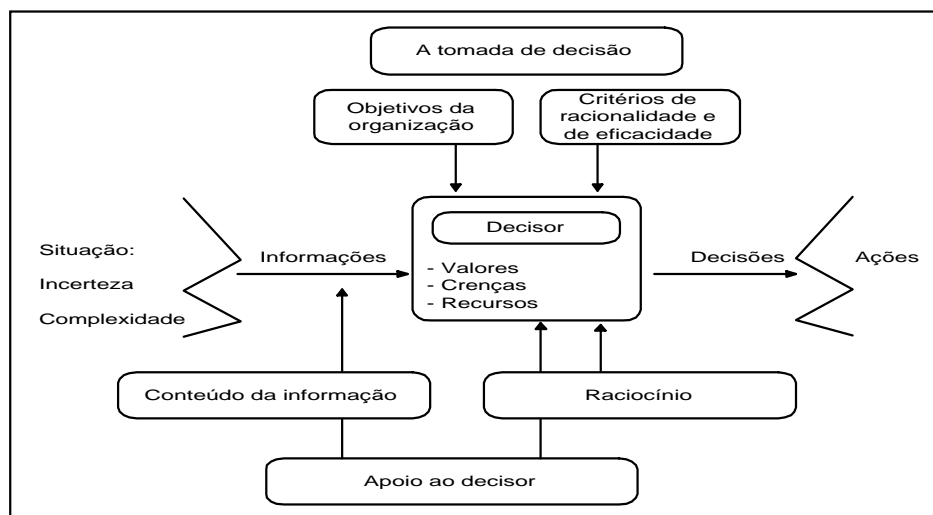 A tomada de decisão
Objetivos da
organização
Critérios de
racionalidade e
de eficacidade
Decisor
- Valores
- Crenças
- Recursos
Situação:
Incerteza
Complexidade
Informações
Decisões
Ações
Conteúdo da informação
Raciocínio
Apoio ao decisor